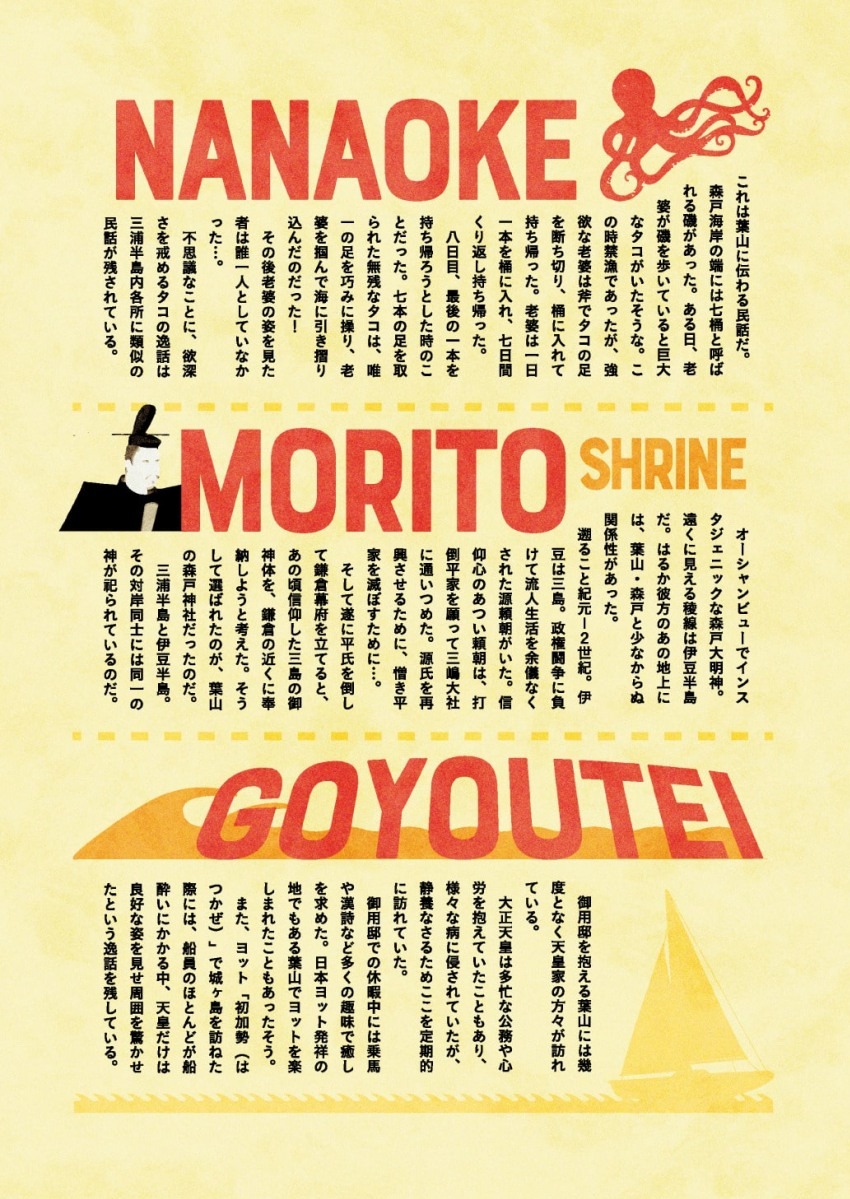 NANAOKE
これは葉山に伝わる民話だ。
森戸海岸の端には七桶と呼ば
れる磯があった。ある日、老
婆が磯を歩いていると巨大
なタコがいたそうな。こ
の時禁漁であったが、強
欲な老婆は斧でタコの足
を断ち切り、桶に入れて
持ち帰った。老婆は一日
一本を桶に入れ、七日間
くり返し持ち帰った。
八日目、最後の一本を
持ち帰ろうとした時のこ
とだった。七本の足を取
られた無残なタコは、唯
一の足を巧みに操り、老
婆を掴んで海に引き摺り
込んだのだった！
その後老婆の姿を見た
者は誰一人としていなか
った…。
不思議なことに、欲深
さを戒めるタコの逸話は
三浦半島内各所に類似の
民話が残されている。
MORITO SHRINE
オーシャンビューでインス
タジェニックな森戸大明神。
遠くに見える稜線は伊豆半島
だ。はるか彼方のあの地上に
は、葉山・森戸と少なからぬ
関係性があった。
遡ること紀元12世紀。伊
豆は三島。政権闘争に負
けて流人生活を余儀なく
された源頼朝がいた。信
仰心のあつい頼朝は、打
倒平家を願って三嶋大社
に通いつめた。源氏を再
興させるために、憎き平
家を滅ぼすために…。
そして遂に平氏を倒し
て鎌倉幕府を立てると、
あの頃信仰した三島の御
神体を、鎌倉の近くに奉
納しようと考えた。そう
して選ばれたのが、葉山
の森戸神社だったのだ。
三浦半島と伊豆半島。
その対岸同士には同一の
神が祀られているのだ。
GOYOUTEI
御用邸を抱える葉山には幾
度となく天皇家の方々が訪れ
ている。
大正天皇は多忙な公務や心
労を抱えていたこともあり、
様々な病に侵されていたが、
静養なさるためここを定期的
に訪れていた。
御用邸での休暇中には乗馬
や漢詩など多くの趣味で癒し
を求めた。日本ヨット発祥の
地でもある葉山でヨットを楽
しまれたこともあったそう。
また、ヨット「初加勢（は
つかぜ）」で城ヶ島を訪ねた
際には、船員のほとんどが船
酔いにかかる中、天皇だけは
良好な姿を見せ周囲を驚かせ
たという逸話を残している。